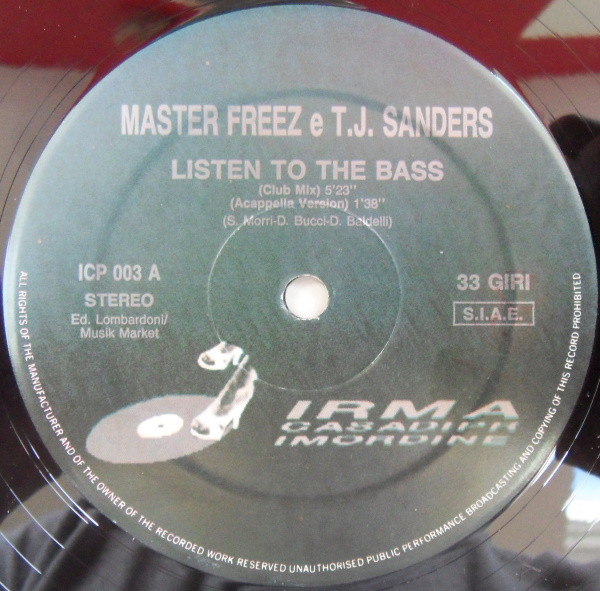 MASTER FREEZ e T.J. SANDERS
LISTEN TO THE BASS
(Club Mix) 5'23"
(Acappella Version) 1'38"
(S. Morri-D. Bucci-D. Baldelli)
ICP 003 A
STEREO
Ed. Lombardoni/
Musik Market
33 GIRI
S.I.A.E.
IRMA
CASADIPR
IMORDINE
ALL RIGHTS OF THE MANUFACTURER AND OF THE OWNER OF THE RECORDED WORK RESERVED UNAUTHORISED PUBLIC PERFORMANCE BROADCASTING AND COPYING OF THIS RECORD PROHIBITED